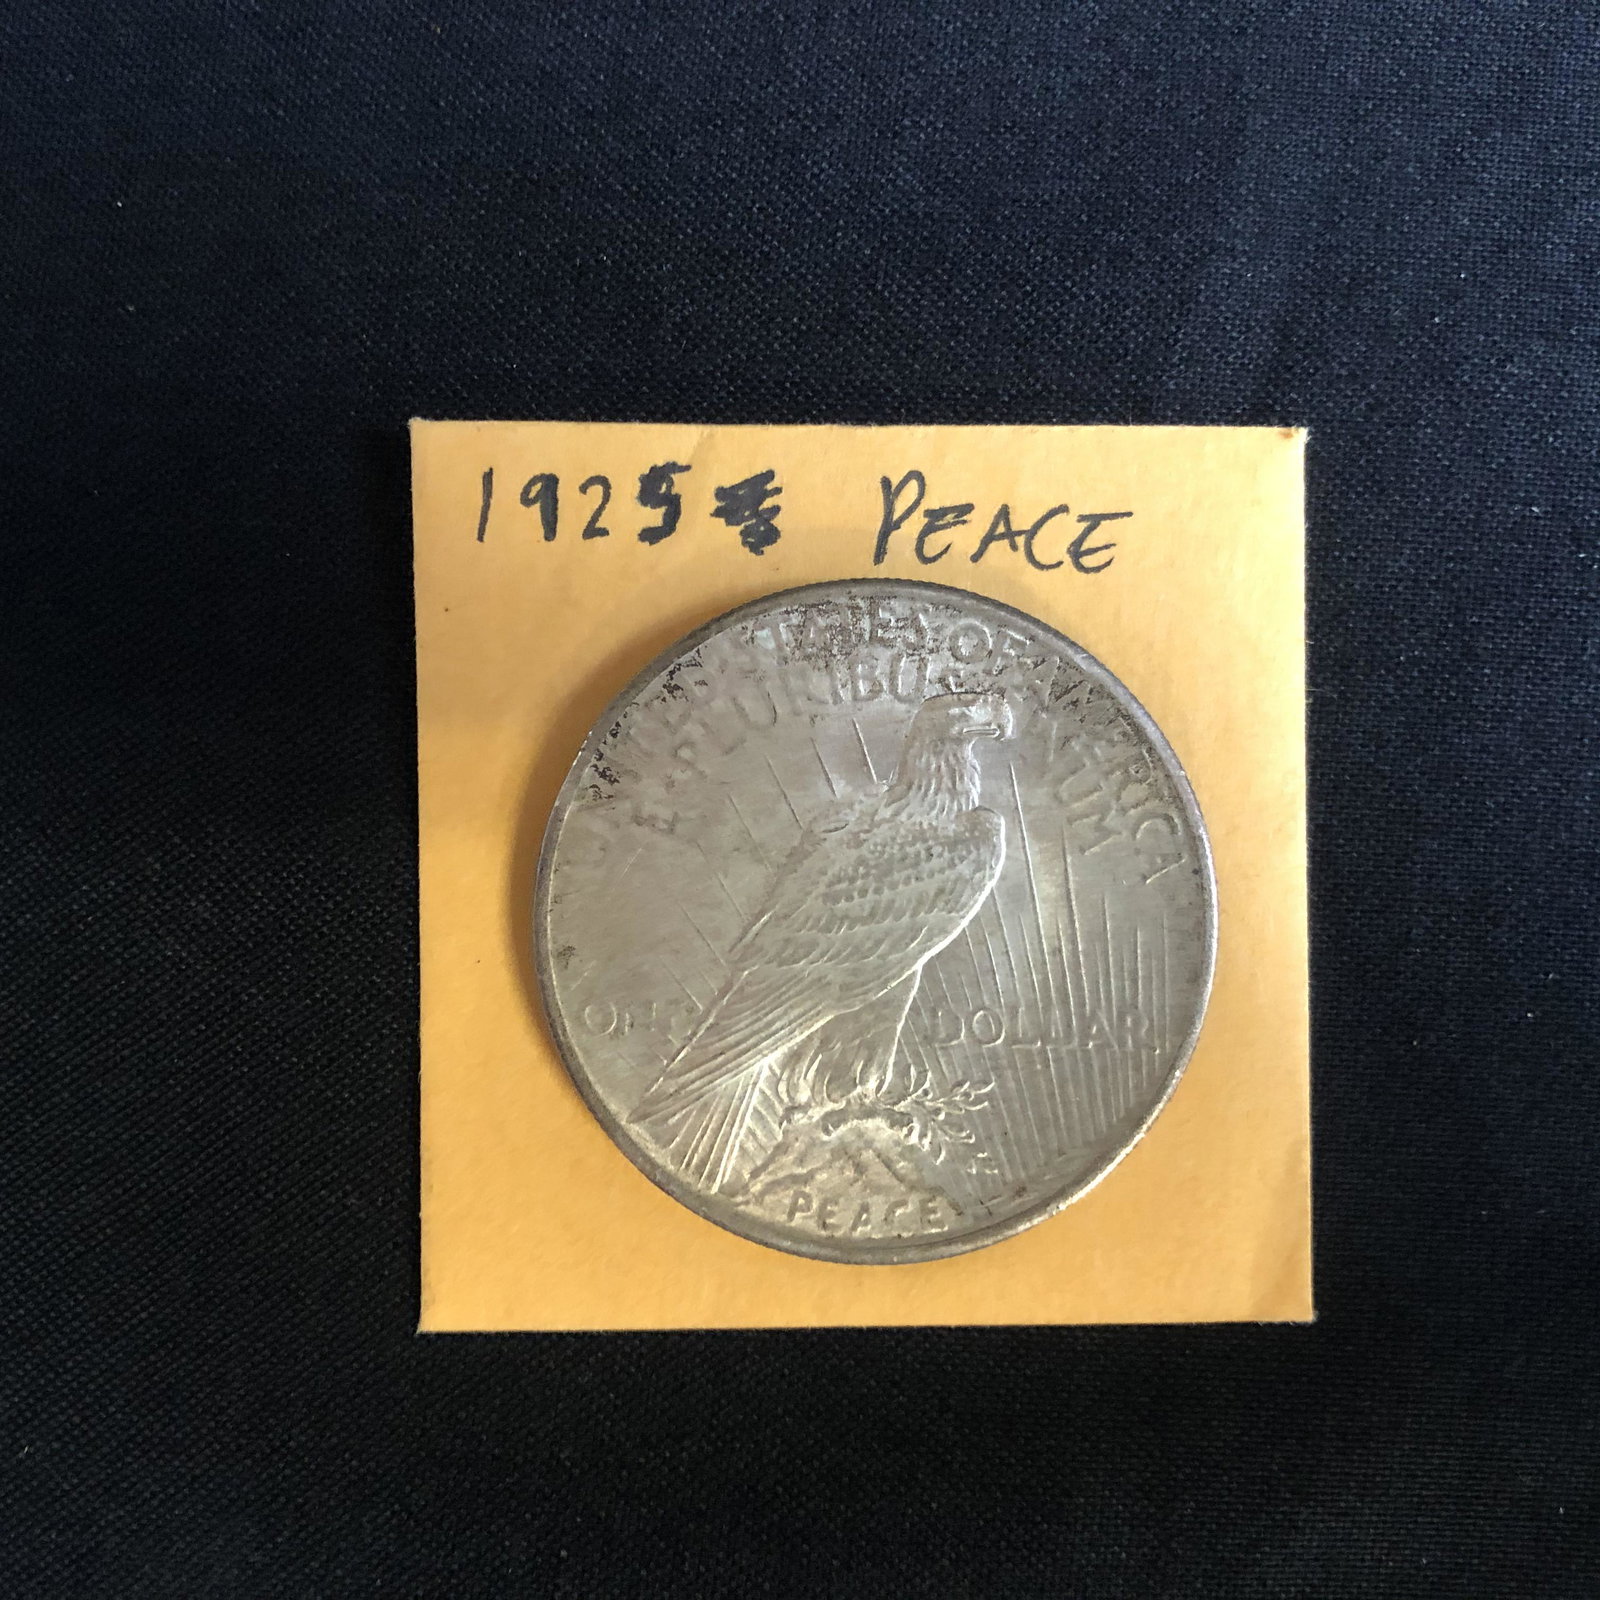 1925 PEACE
UNITED STATES OF AMERICA
E PLURIBUS UNUM
ONE DOLLAR
PEACE